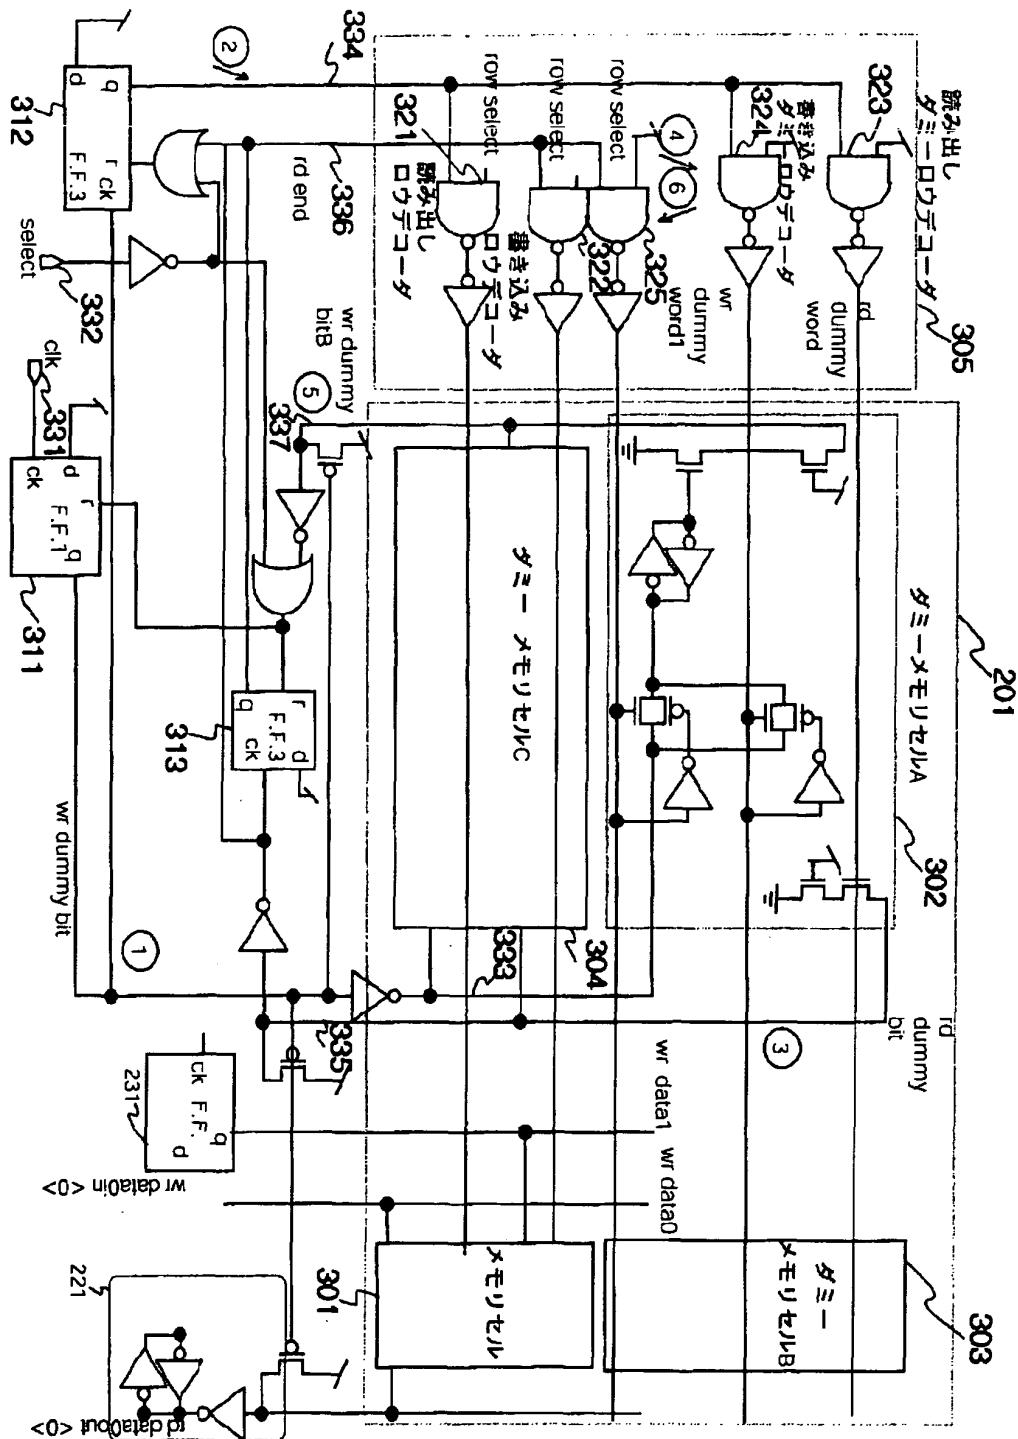 読み出し
ダミーロウデコーダ
305
323
書き込み
ダミーロウデコーダ
324
row select
row select
row select
④
⑥
325
322
321
読み出し
ロウデコーダ
書き込み
ロウデコーダ
334
②
336
rd end
q
d
r
ck
F.F.3
312
select
332
clk
331
d
r
ck
q
F.F.1
311
wr dummy
bitB
⑤
337
r
d
q
ck
F.F.3
313
wr dummy bit
①
rd
dummy
word
wr
dummy
word1
201
ダミーメモリセルA
302
ダミー メモリセルC
304
333
335
rd
dummy
bit
③
wr data1
wr data0
q
ck F.F.
d
231
wr data0in <0>
メモリセル
301
ダミー
メモリセルB
303
221
rd data0out <0>